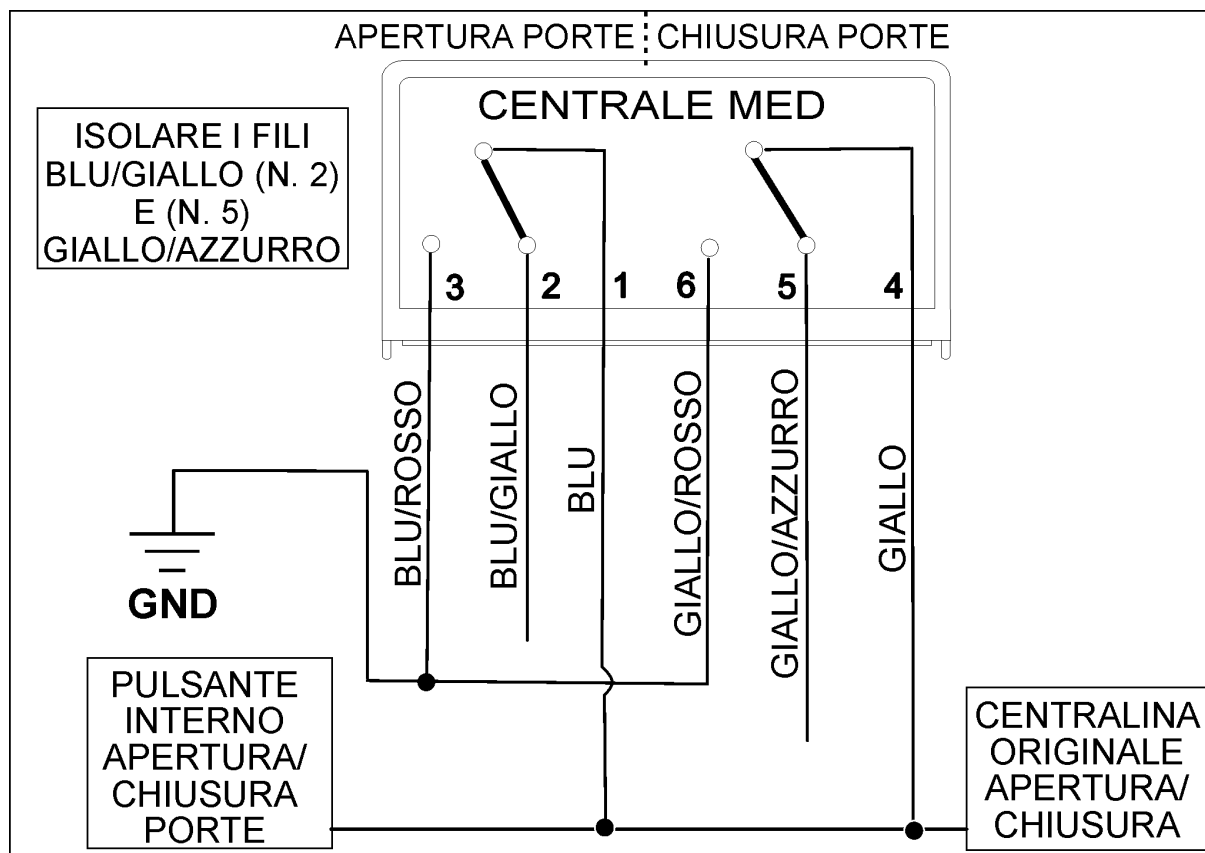 APERTURA PORTE CHIUSURA PORTE
CENTRALE MED
ISOLARE I FILI
BLU/GIALLO (N. 2)
E (N. 5)
GIALLO/AZZURRO
3 2 1 6 5 4
BLU/ROSSO
BLU/GIALLO
BLU
GIALLO/ROSSO
GIALLO/AZZURRO
GIALLO
GND
PULSANTE
INTERNO
APERTURA/
CHIUSURA
PORTE
CENTRALINA
ORIGINALE
APERTURA/
CHIUSURA